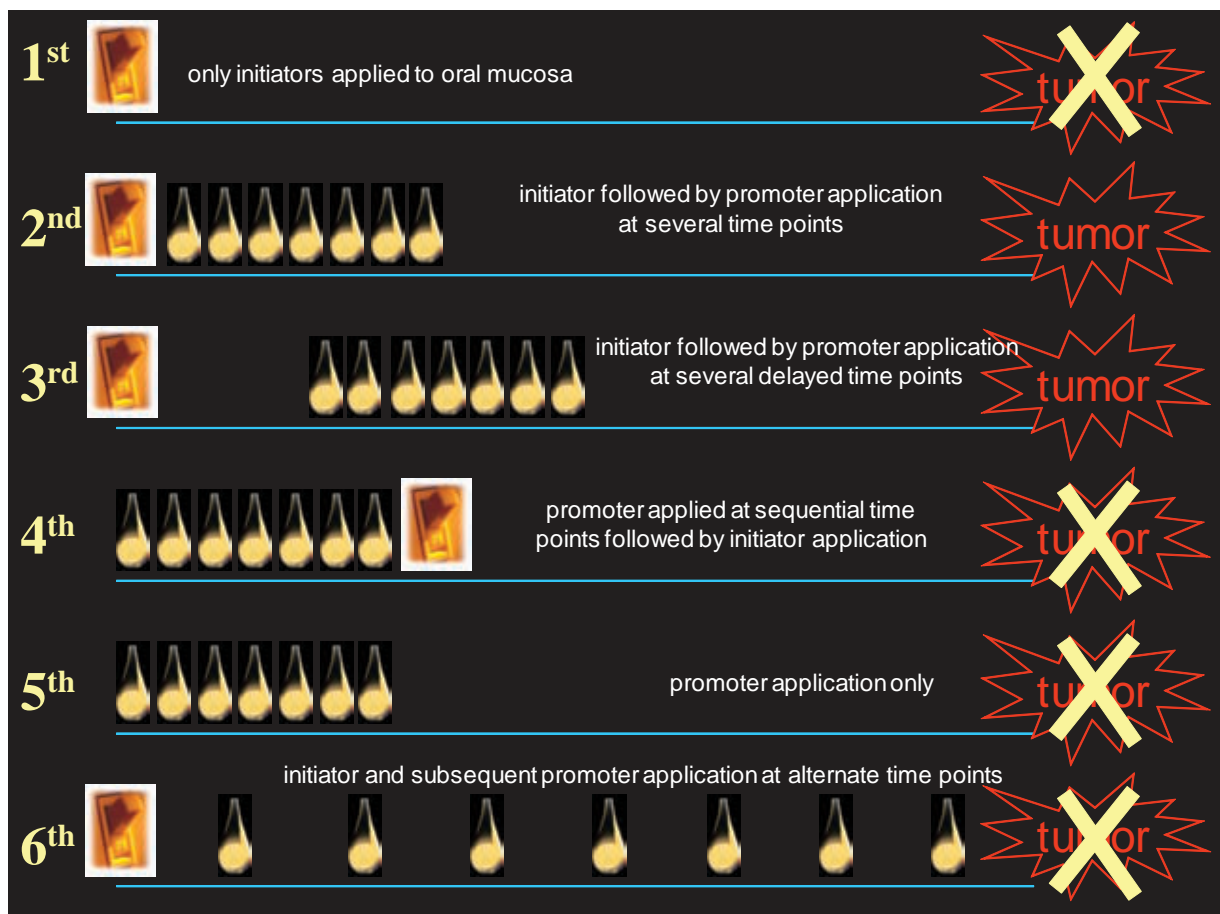 1st
only initiators applied to oral mucosa
tumor
2nd
initiator followed by promoter application
at several time points
tumor
3rd
initiator followed by promoter application
at several delayed time points
tumor
4th
promoter applied at sequential time
points followed by initiator application
tumor
5th
promoter application only
tumor
initiator and subsequent promoter application at alternate time points
6th
tumor